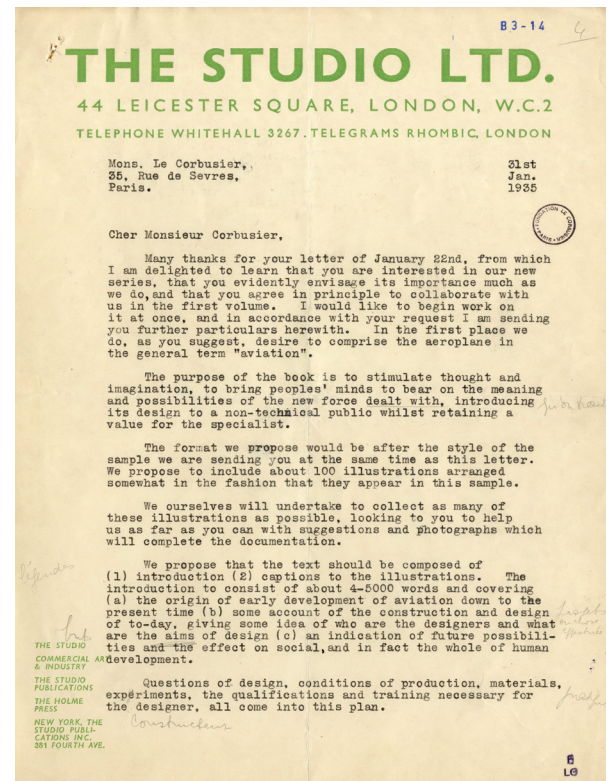 B3-14
THE STUDIO LTD.
44 LEICESTER SQUARE, LONDON, W.C.2
TELEPHONE WHITEHALL 3267. TELEGRAMS RHOMBIC, LONDON
Mons. Le Corbusier,
35, Rue de Sevres,
Paris.
31st
Jan.
1935
FONDATION LE CORBUSIER
PARIS
Cher Monsieur Corbusier,
Many thanks for your letter of January 22nd, from which
I am delighted to learn that you are interested in our new
series, that you evidently envisage its importance much as
we do, and that you agree in principle to collaborate with
us in the first volume. I would like to begin work on
it at once, and in accordance with your request I am sending
you further particulars herewith. In the first place we
do, as you suggest, desire to comprise the aeroplane in
the general term "aviation".
The purpose of the book is to stimulate thought and
imagination, to bring peoples' minds to bear on the meaning
and possibilities of the new force dealt with, introducing
its design to a non-technical public whilst retaining a
value for the specialist.
The format we propose would be after the style of the
sample we are sending you at the same time as this letter.
We propose to include about 100 illustrations arranged
somewhat in the fashion that they appear in this sample.
We ourselves will undertake to collect as many of
these illustrations as possible, looking to you to help
us as far as you can with suggestions and photographs which
will complete the documentation.
We propose that the text should be composed of
(1) introduction (2) captions to the illustrations. The
introduction to consist of about 4-5000 words and covering
(a) the origin of early development of aviation down to the
present time (b) some account of the construction and design
of to-day, giving some idea of who are the designers and what
are the aims of design (c) an indication of future possibili-
ties and the effect on social, and in fact the whole of human
development.
Questions of design, conditions of production, materials,
experiments, the qualifications and training necessary for
the designer, all come into this plan.
Constructeurs
THE STUDIO
COMMERCIAL ART
& INDUSTRY
THE STUDIO
PUBLICATIONS
THE HOLME
PRESS
NEW YORK, THE
STUDIO PUBLI-
CATIONS INC.
381 FOURTH AVE.
LG